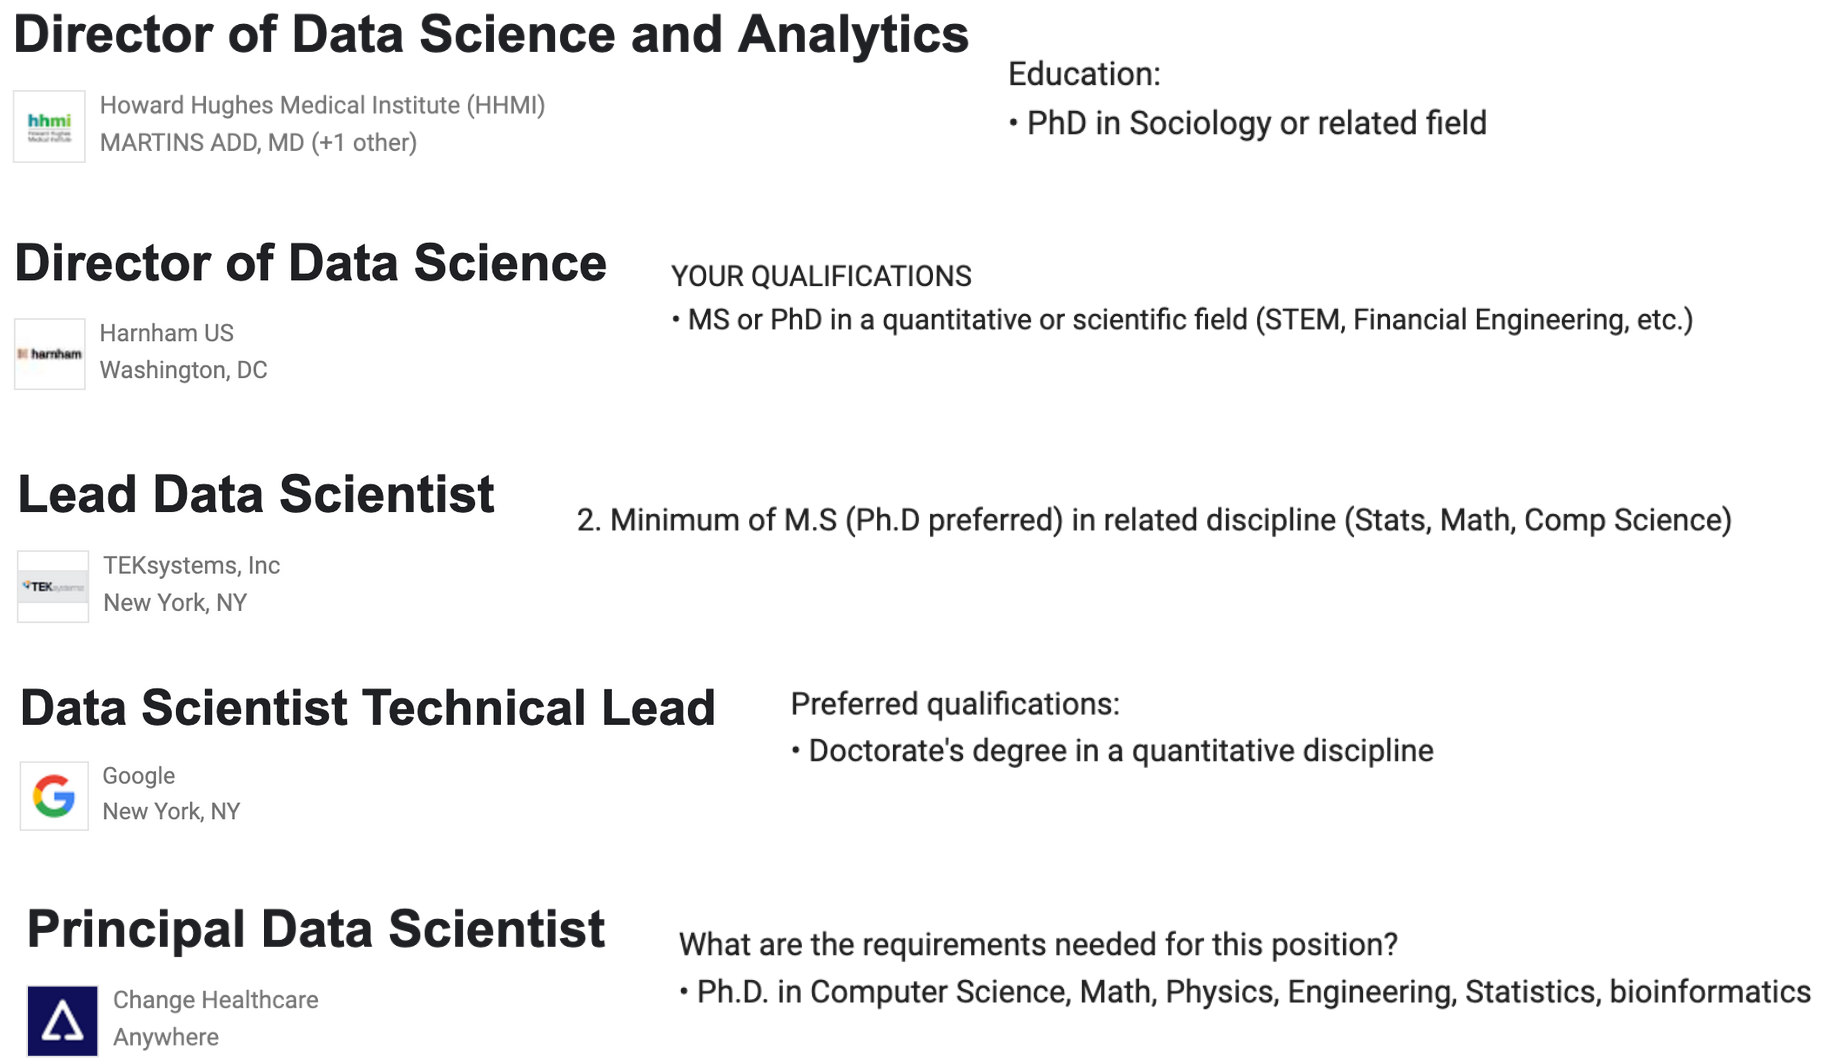 Director of Data Science and Analytics
hhmi
Howard Hughes
Medical Institute
Howard Hughes Medical Institute (HHMI)
MARTINS ADD, MD (+1 other)
Education:
• PhD in Sociology or related field
Director of Data Science
harnham
Harnham US
Washington, DC
YOUR QUALIFICATIONS
• MS or PhD in a quantitative or scientific field (STEM, Financial Engineering, etc.)
Lead Data Scientist
TEKsystems
TEKsystems, Inc
New York, NY
2. Minimum of M.S (Ph.D preferred) in related discipline (Stats, Math, Comp Science)
Data Scientist Technical Lead
G
Google
New York, NY
Preferred qualifications:
• Doctorate's degree in a quantitative discipline
Principal Data Scientist
Change Healthcare
Anywhere
What are the requirements needed for this position?
• Ph.D. in Computer Science, Math, Physics, Engineering, Statistics, bioinformatics